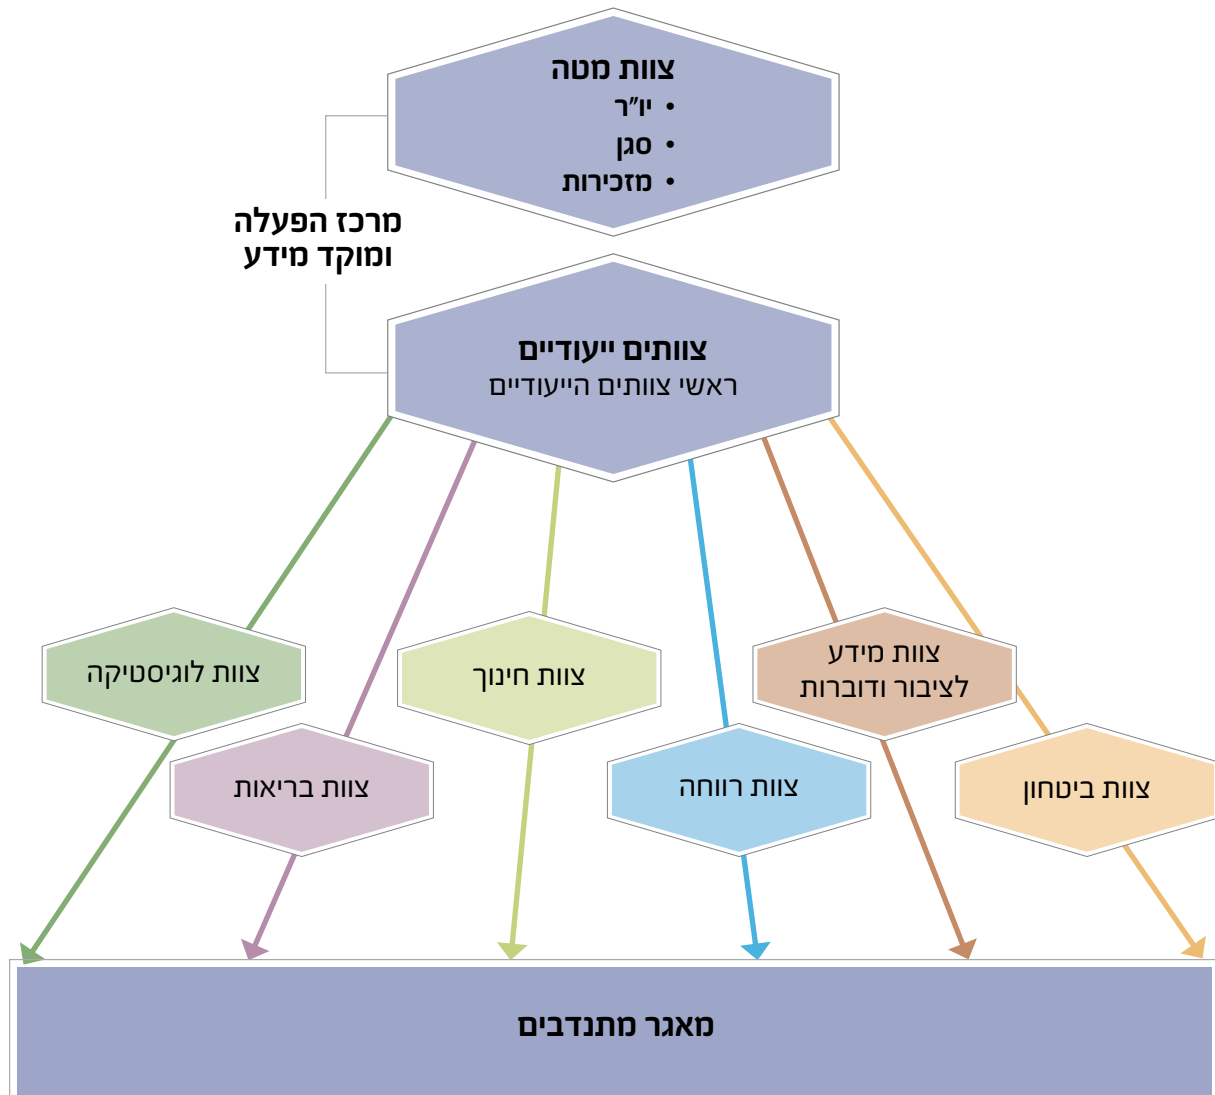 צוות מטה
• יו"ר
• סגן
• מזכירות
מרכז הפעלה
ומוקד מידע
צוותים ייעודיים
ראשי צוותים הייעודיים
צוות מידע
לציבור ודוברות
צוות חינוך
צוות לוגיסטיקה
צוות ביטחון
צוות רווחה
צוות בריאות
מאגר מתנדבים